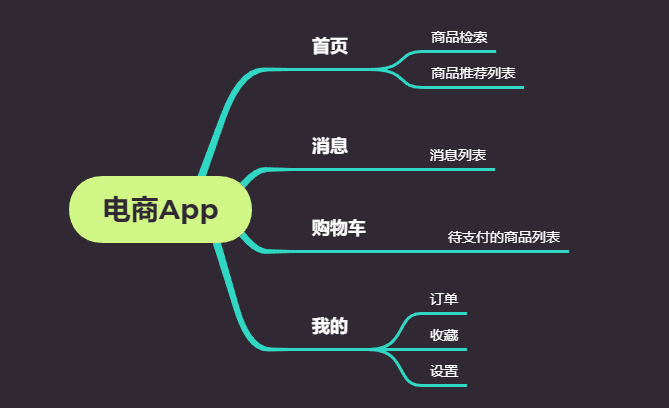 电商App
首页
商品检索
商品推荐列表
消息
消息列表
购物车
待支付的商品列表
我的
订单
收藏
设置